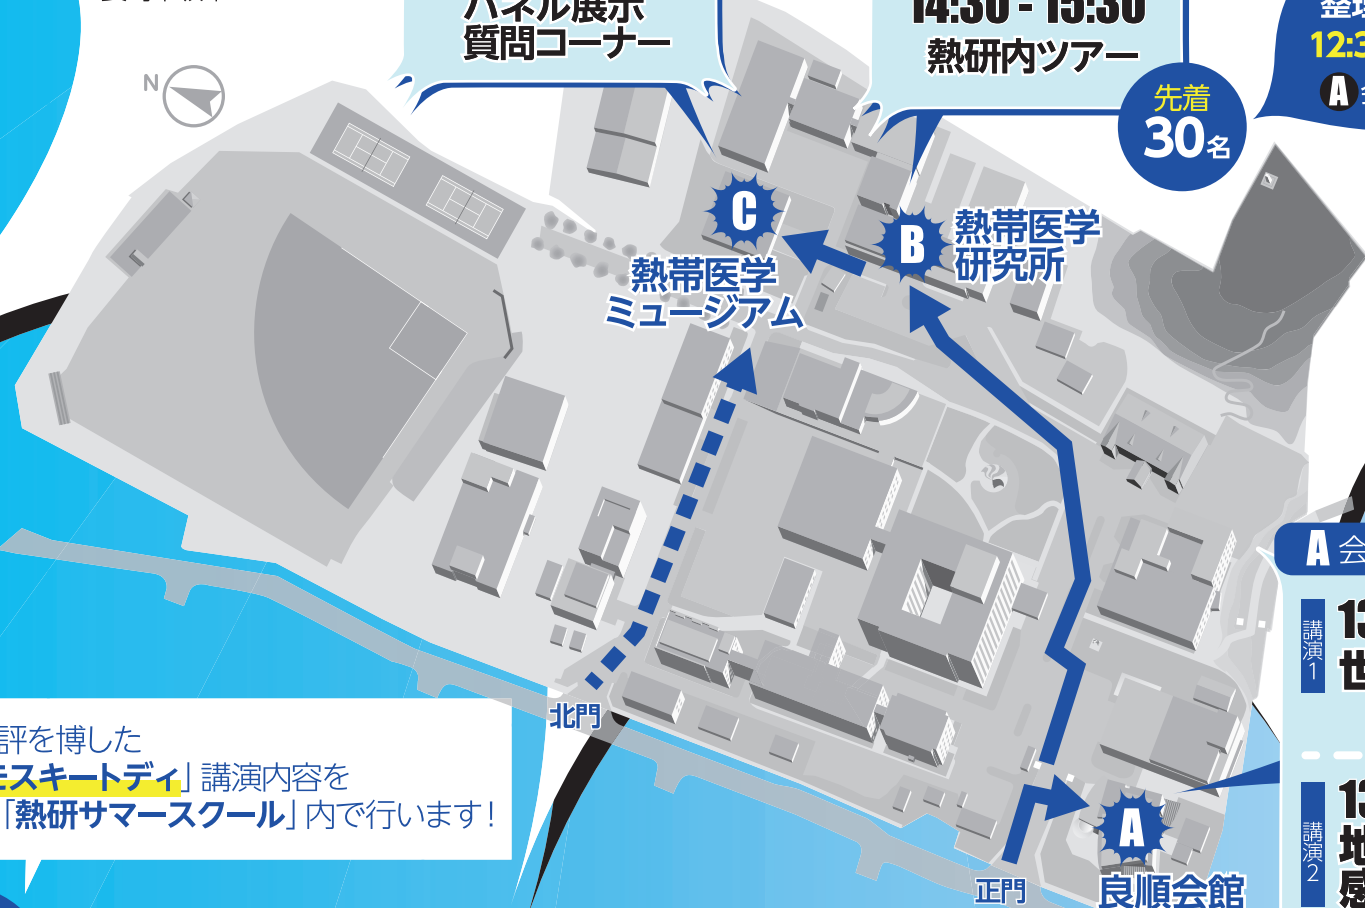 パネル展示
質問コーナー
14:30 - 15:30
熱研内ツアー
先着
30名
12:3
A
N
C
熱帯医学
ミュージアム
B
熱帯医学
研究所
A 会
講演1
13
世
講演2
13
地
感
北門
正門
A
良順会館
評を博した
モスキートディ」講演内容を
「熱研サマースクール」内で行います!